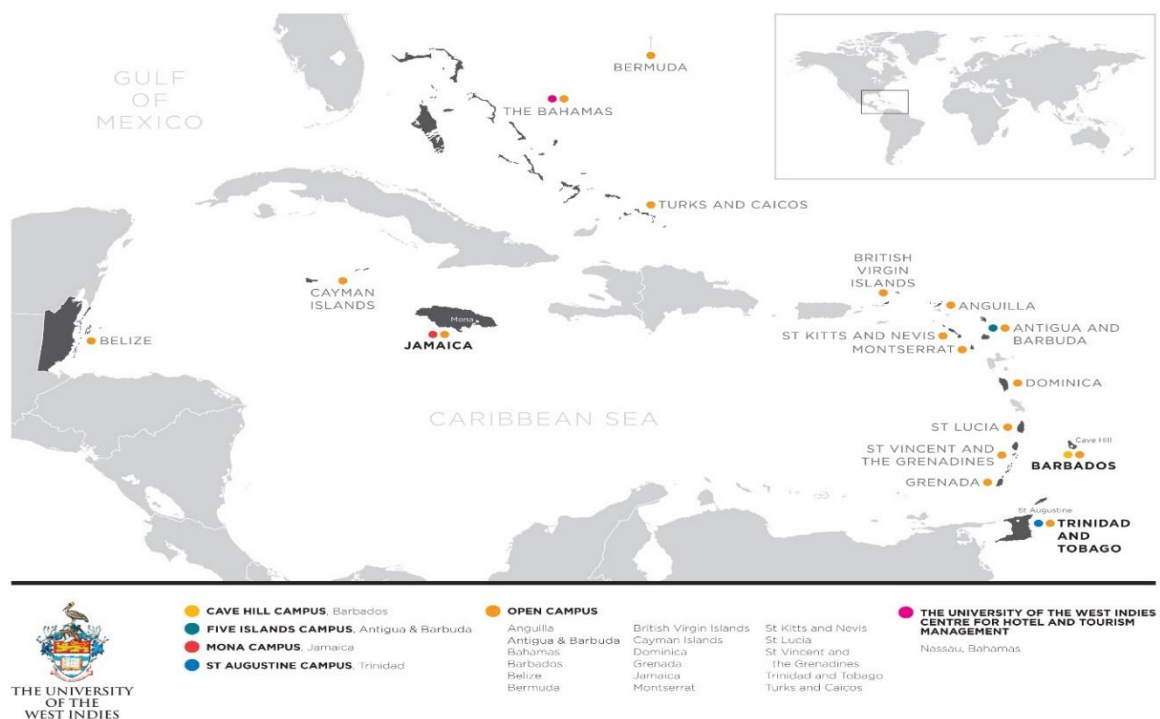 GULF
OF
MEXICO
BERMUDA
THE BAHAMAS
TURKS AND CAICOS
CAYMAN
ISLANDS
BRITISH
VIRGIN
ISLANDS
ANGUILLA
Mona
JAMAICA
BELIZE
ST KITTS AND NEVIS
ANTIGUA AND
BARBUDA
MONTSERRAT
DOMINICA
CARIBBEAN SEA
ST LUCIA
ST VINCENT AND
THE GRENADINES
Cave Hill
BARBADOS
GRENADA
St Augustine
TRINIDAD
AND
TOBAGO
THE UNIVERSITY
OF THE
WEST INDIES
CAVE HILL CAMPUS, Barbados
FIVE ISLANDS CAMPUS, Antigua & Barbuda
MONA CAMPUS, Jamaica
ST AUGUSTINE CAMPUS, Trinidad
OPEN CAMPUS
Anguilla
Antigua & Barbuda
Bahamas
Barbados
Belize
Bermuda
British Virgin Islands
Cayman Islands
Dominica
Grenada
Jamaica
Montserrat
St Kitts and Nevis
St Lucia
St Vincent and
the Grenadines
Trinidad and Tobago
Turks and Caicos
THE UNIVERSITY OF THE WEST INDIES
CENTRE FOR HOTEL AND TOURISM
MANAGEMENT
Nassau, Bahamas